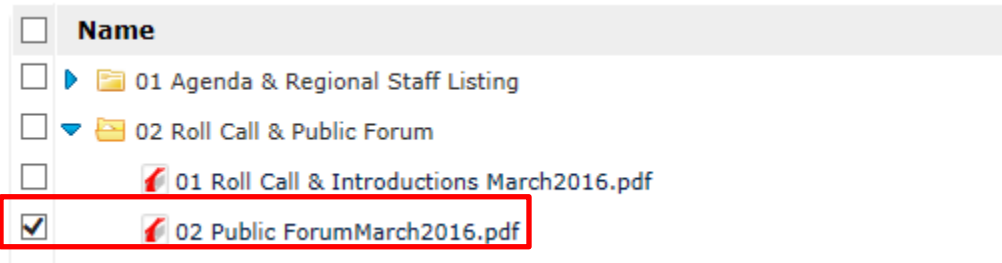 Name
01 Agenda & Regional Staff Listing
02 Roll Call & Public Forum
01 Roll Call & Introductions March2016.pdf
02 Public ForumMarch2016.pdf